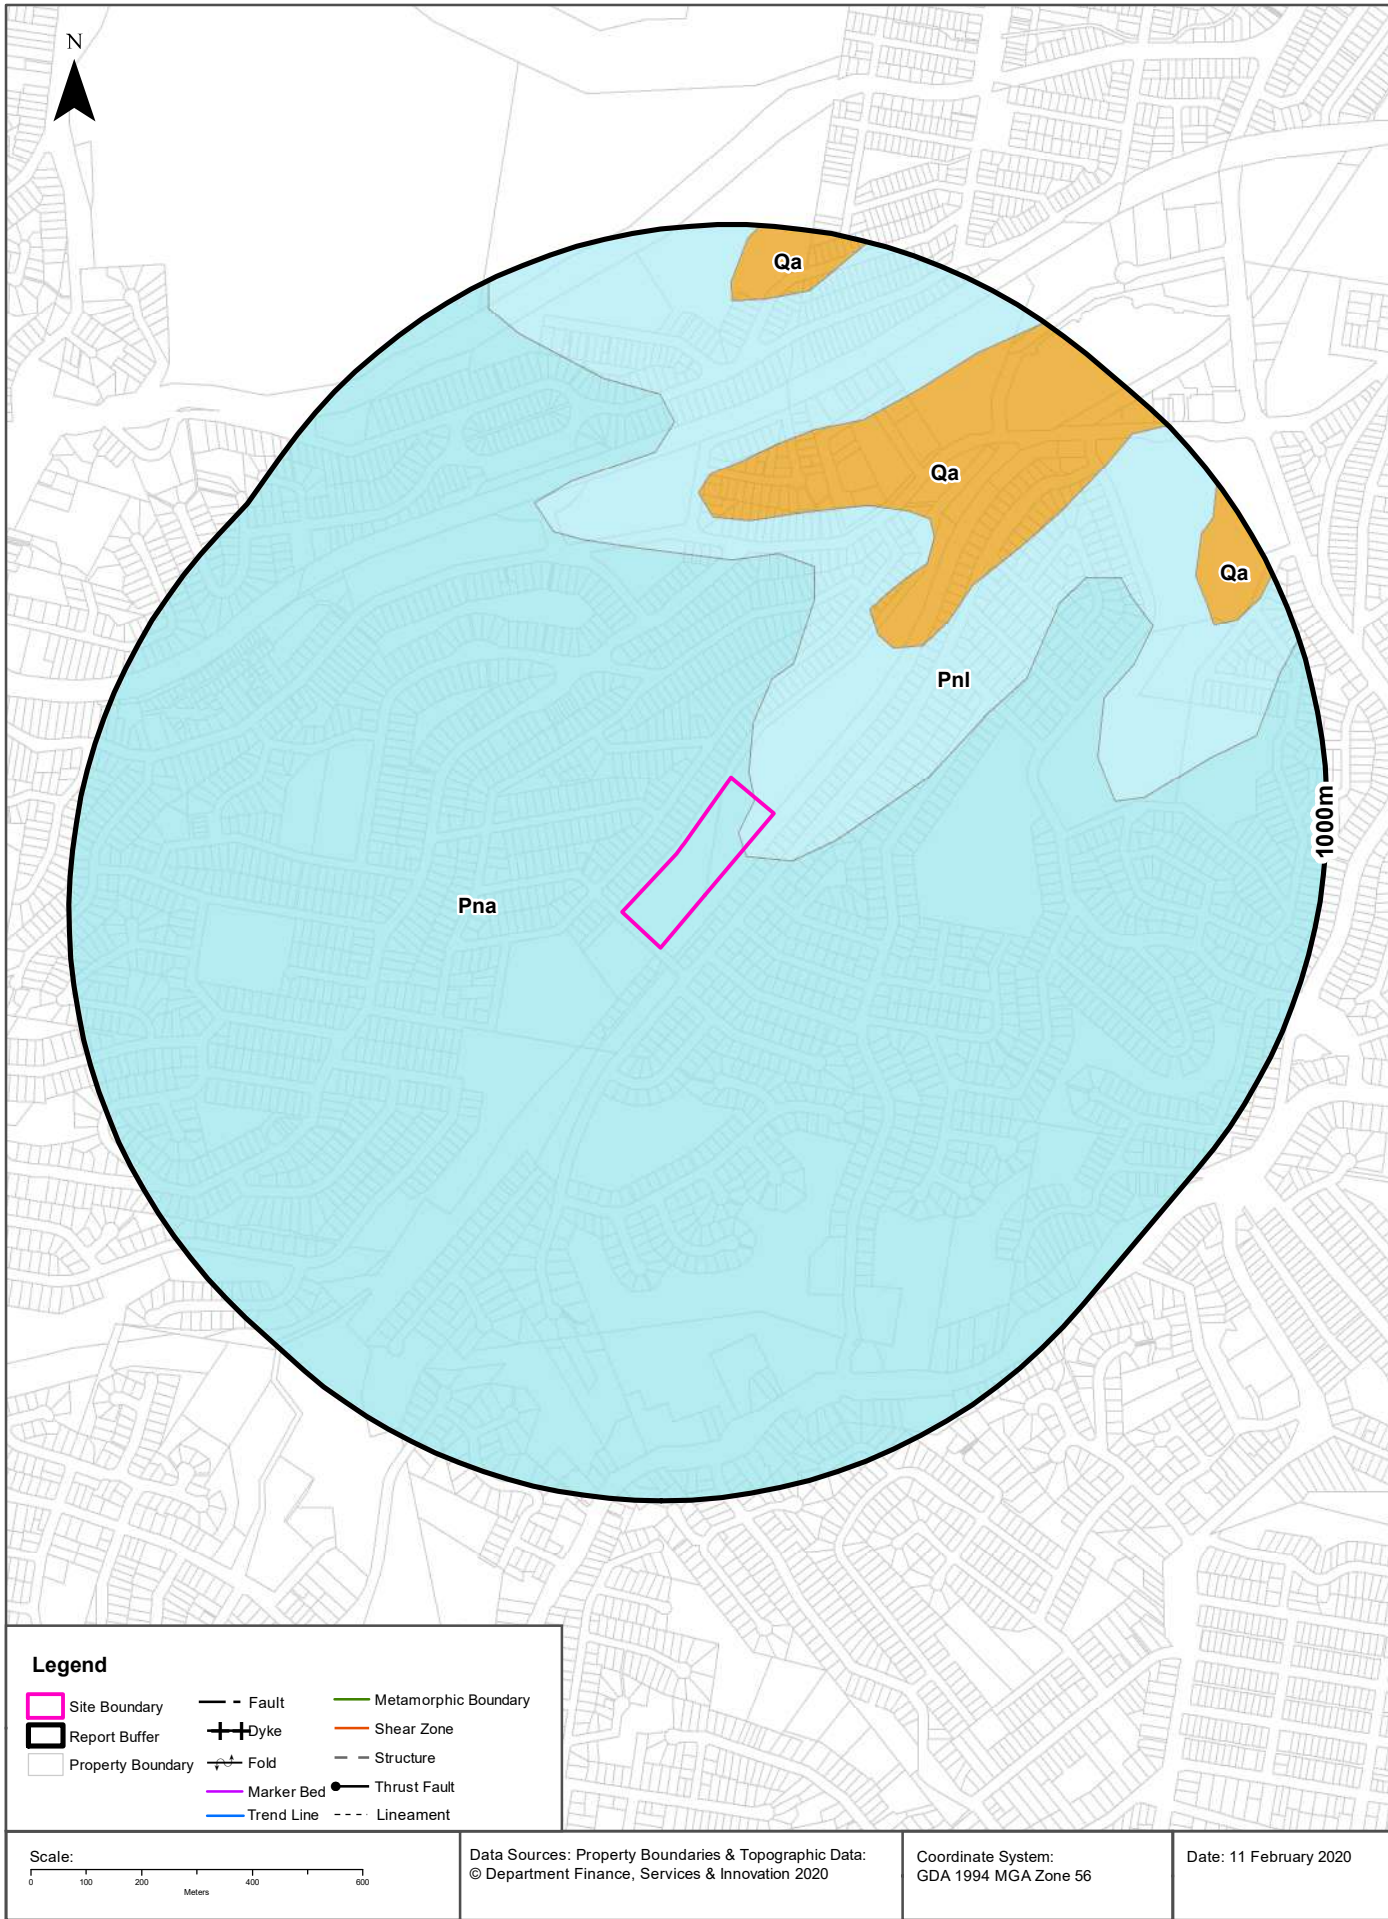 N
Qa
Qa
Qa
Pnl
1000m
Pna
Legend
Site Boundary
Report Buffer
Property Boundary
Fault
Dyke
Fold
Marker Bed
Trend Line
Metamorphic Boundary
Shear Zone
Structure
Thrust Fault
Lineament
Scale:
0 100 200 400 600
Meters
Data Sources: Property Boundaries & Topographic Data:
© Department Finance, Services & Innovation 2020
Coordinate System:
GDA 1994 MGA Zone 56
Date: 11 February 2020